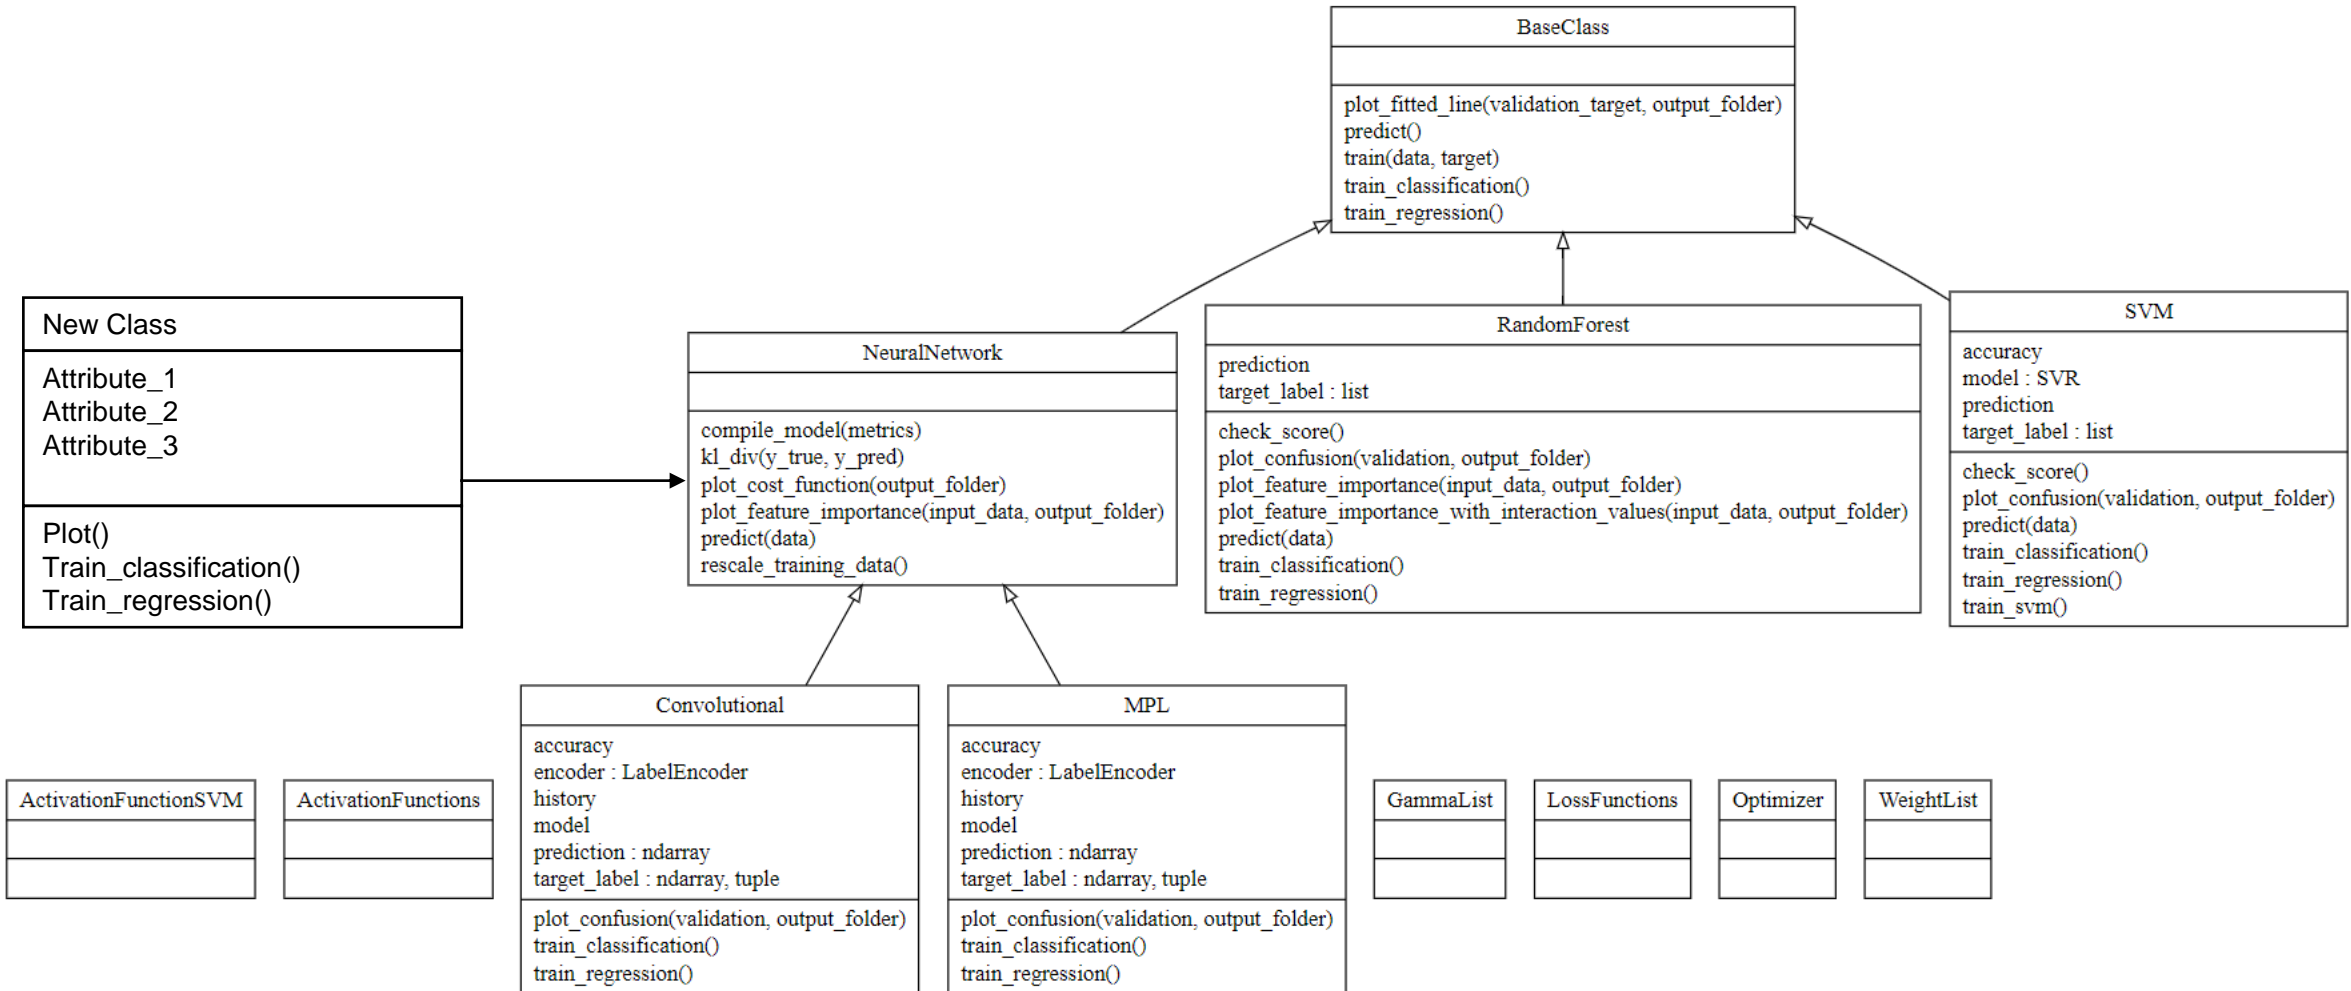 BaseClass
plot_fitted_line(validation_target, output_folder)
predict()
train(data, target)
train_classification()
train_regression()
New Class
Attribute_1
Attribute_2
Attribute_3
Plot()
Train_classification()
Train_regression()
NeuralNetwork
compile_model(metrics)
kl_div(y_true, y_pred)
plot_cost_function(output_folder)
plot_feature_importance(input_data, output_folder)
predict(data)
rescale_training_data()
RandomForest
prediction
target_label : list
check_score()
plot_confusion(validation, output_folder)
plot_feature_importance(input_data, output_folder)
plot_feature_importance_with_interaction_values(input_data, output_folder)
predict(data)
train_classification()
train_regression()
SVM
accuracy
model : SVR
prediction
target_label : list
check_score()
plot_confusion(validation, output_folder)
predict(data)
train_classification()
train_regression()
train_svm()
ActivationFunctionSVM
ActivationFunctions
Convolutional
accuracy
encoder : LabelEncoder
history
model
prediction : ndarray
target_label : ndarray, tuple
plot_confusion(validation, output_folder)
train_classification()
train_regression()
MPL
accuracy
encoder : LabelEncoder
history
model
prediction : ndarray
target_label : ndarray, tuple
plot_confusion(validation, output_folder)
train_classification()
train_regression()
GammaList
LossFunctions
Optimizer
WeightList